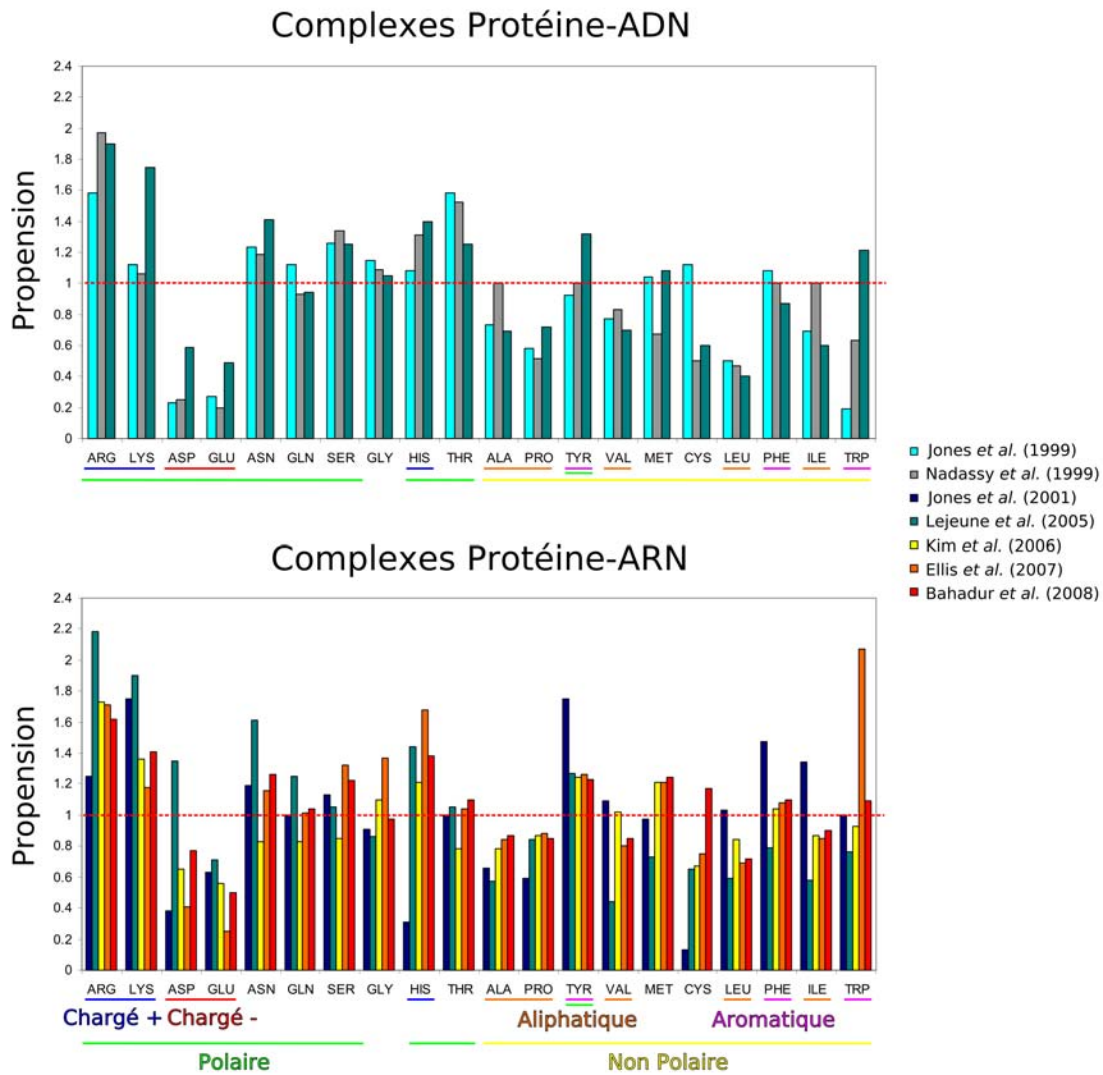 Complexes Protéine-ADN
2.4
2.2
2
1.8
1.6
1.4
1.2
1
0.8
0.6
0.4
0.2
0
Propension
ARG LYS ASP GLU ASN GLN SER GLY HIS THR ALA PRO TYR VAL MET CYS LEU PHE ILE TRP
Jones et al. (1999)
Nadassy et al. (1999)
Jones et al. (2001)
Lejeune et al. (2005)
Kim et al. (2006)
Ellis et al. (2007)
Bahadur et al. (2008)
Complexes Protéine-ARN
2.4
2.2
2
1.8
1.6
1.4
1.2
1
0.8
0.6
0.4
0.2
0
Propension
ARG LYS ASP GLU ASN GLN SER GLY HIS THR ALA PRO TYR VAL MET CYS LEU PHE ILE TRP
Chargé + Chargé - Aliphatique Aromatique
Polaire Non Polaire